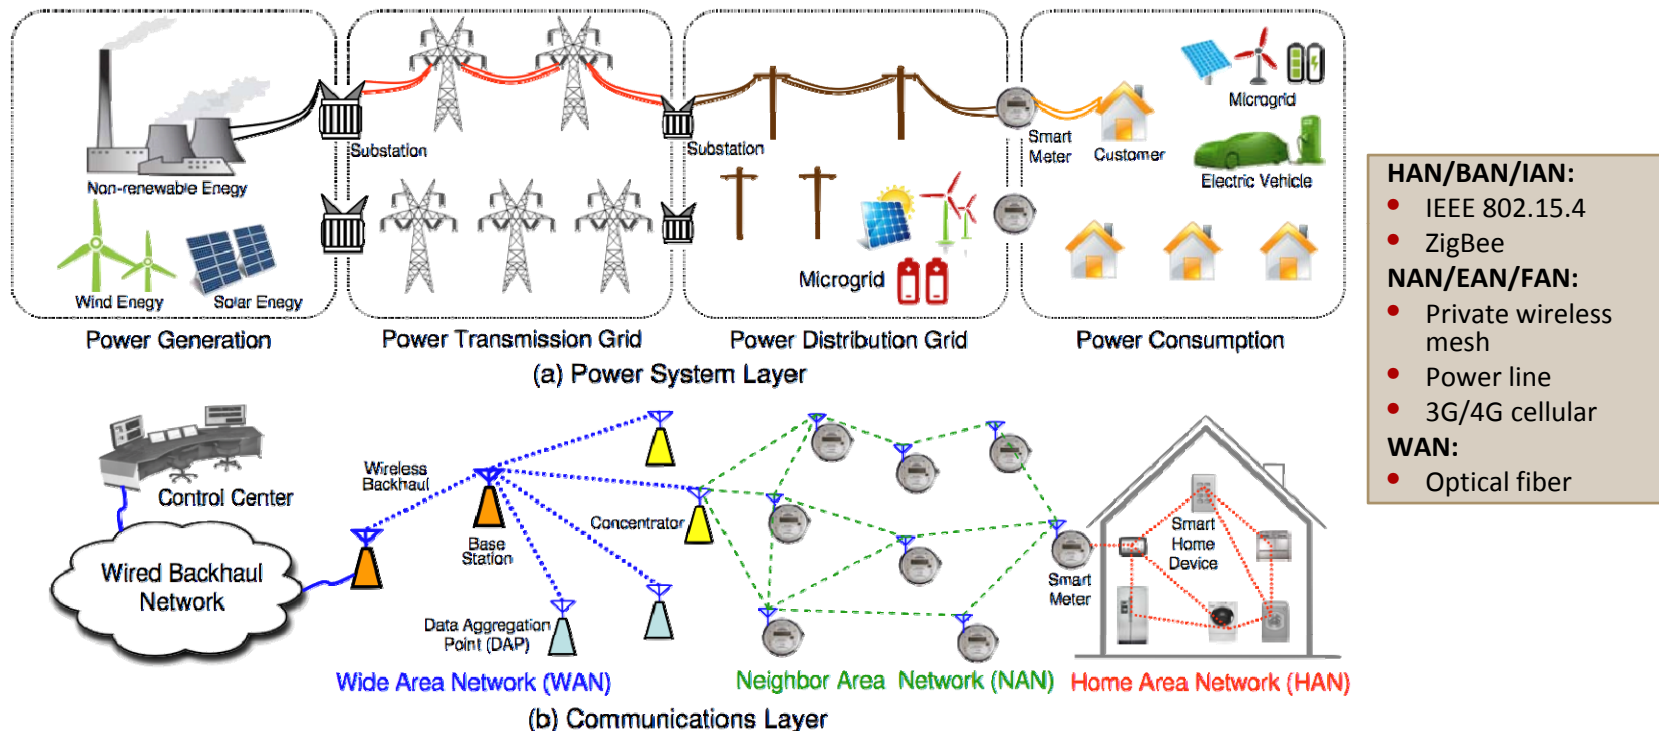 Non-renewable Enegy
Wind Enegy
Solar Enegy
Substation
Substation
Microgrid
Smart
Meter
Customer
Microgrid
Electric Vehicle
Power Generation
Power Transmission Grid
Power Distribution Grid
Power Consumption
(a) Power System Layer
Control Center
Wired Backhaul
Network
Wireless
Backhaul
Base
Station
Concentrator
Data Aggregation
Point (DAP)
Smart
Meter
Smart
Home
Device
Wide Area Network (WAN)
Neighbor Area Network (NAN)
Home Area Network (HAN)
(b) Communications Layer
HAN/BAN/IAN:
• IEEE 802.15.4
• ZigBee
NAN/EAN/FAN:
• Private wireless
mesh
• Power line
• 3G/4G cellular
WAN:
• Optical fiber